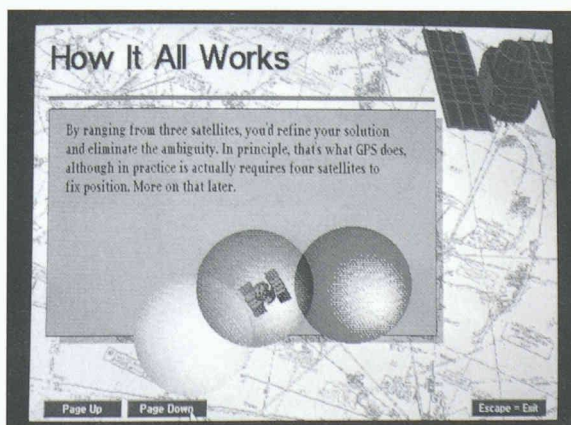 How It All Works
By ranging from three satellites, you'd refine your solution
and eliminate the ambiguity. In principle, that's what GPS does,
although in practice is actually requires four satellites to
fix position. More on that later.
Page Up
Page Down
Escape = Exit